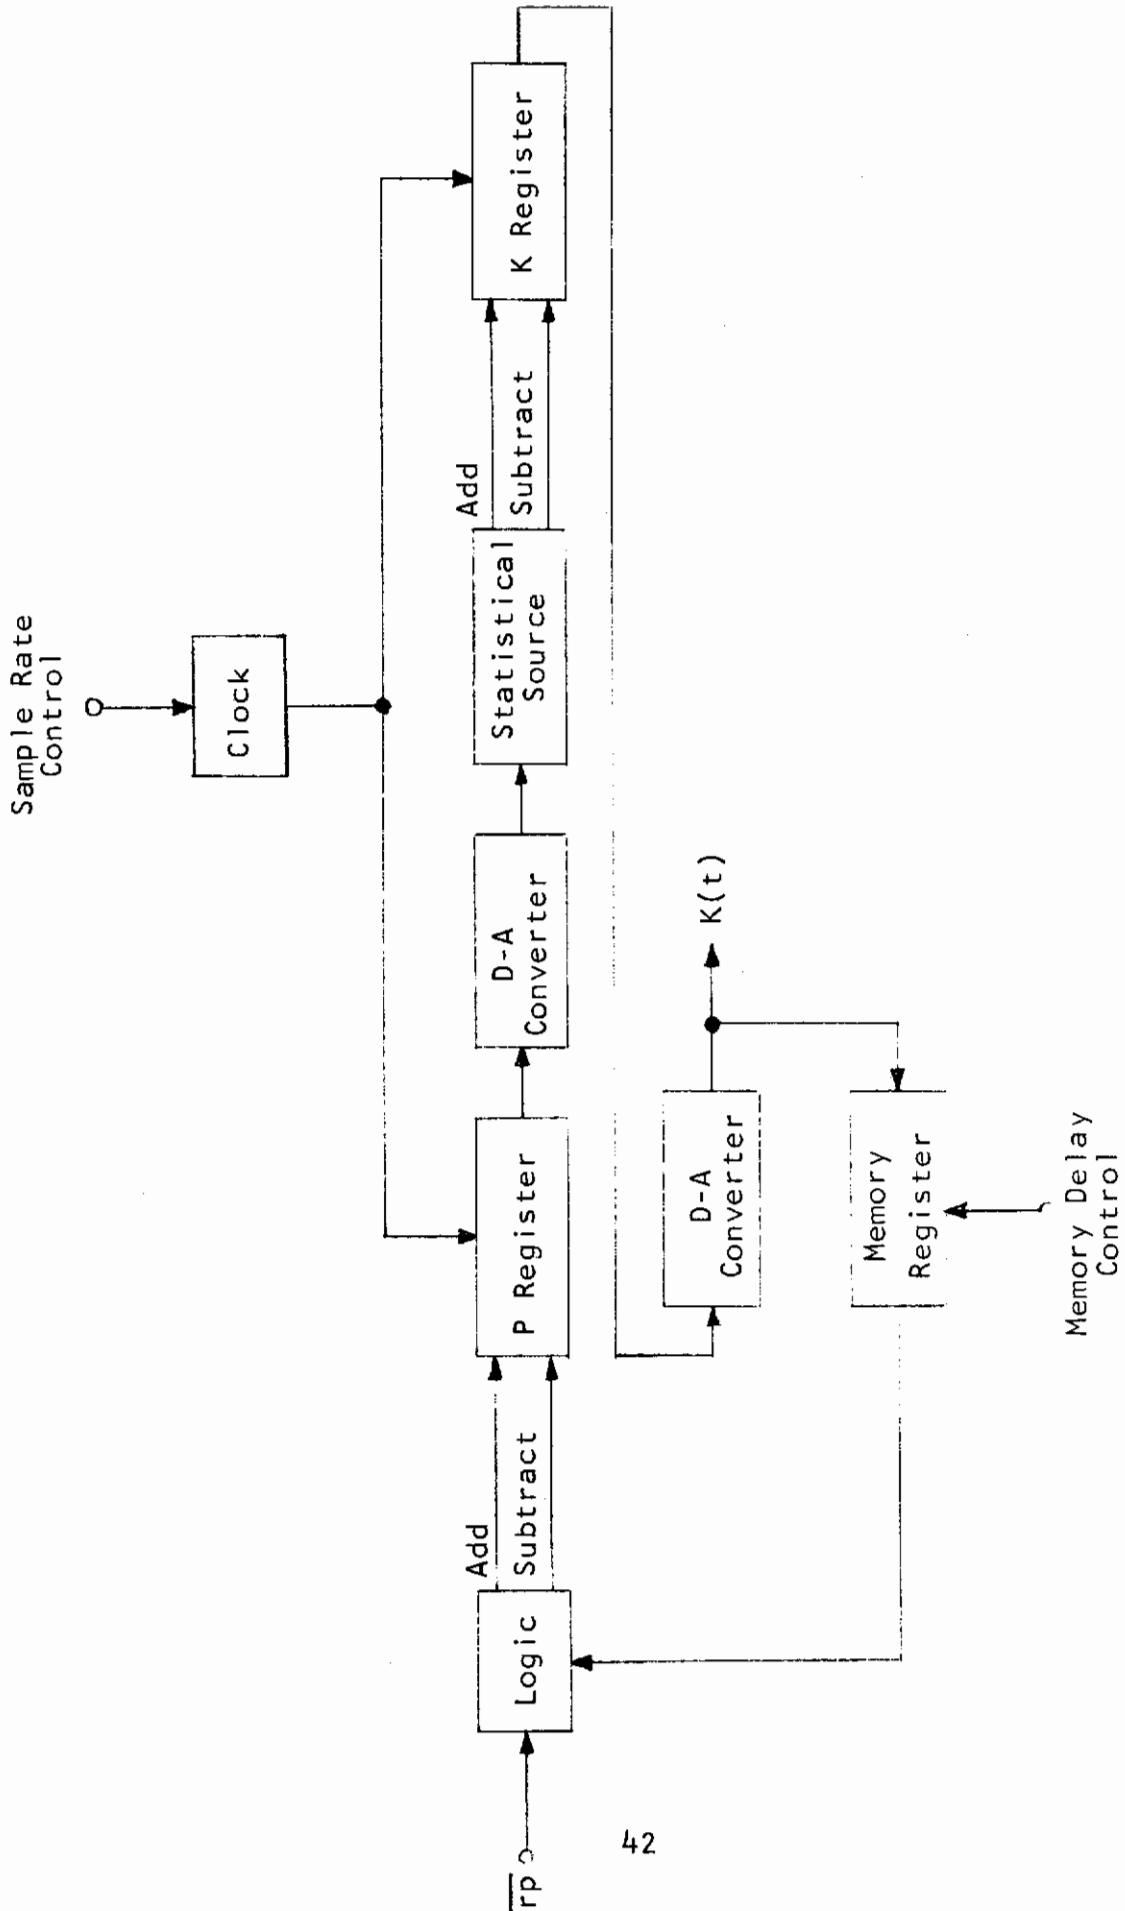 Sample Rate
Control
Clock
Add
Subtract
Add
Subtract
rp
Logic
P Register
D-A
Converter
Statistical
Source
K Register
D-A
Converter
K(t)
Memory
Register
Memory Delay
Control
42